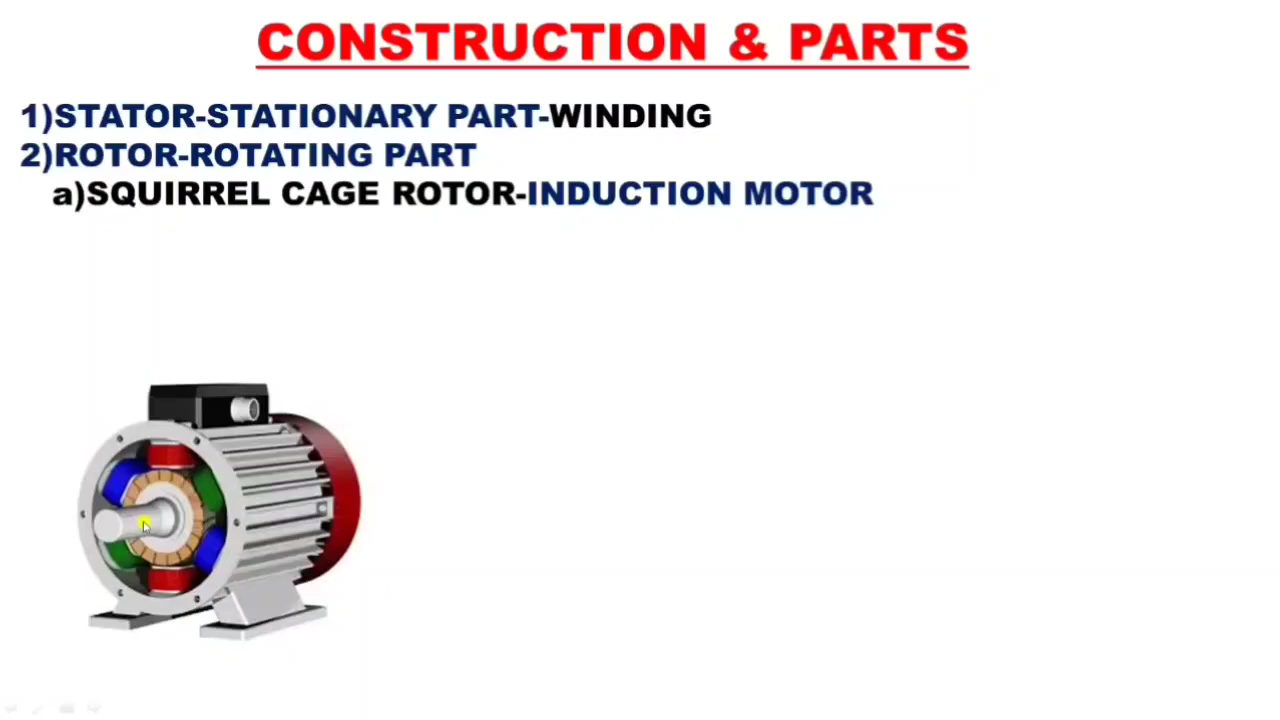 CONSTRUCTION & PARTS
1)STATOR-STATIONARY PART-WINDING
2)ROTOR-ROTATING PART
a)SQUIRREL CAGE ROTOR-INDUCTION MOTOR